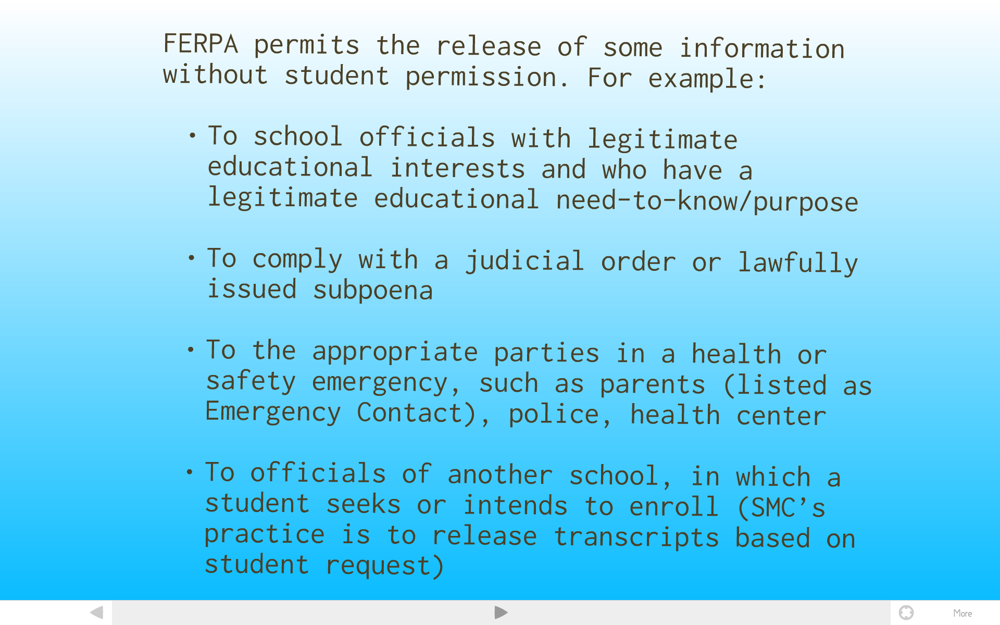 FERPA permits the release of some information
without student permission. For example:
• To school officials with legitimate
educational interests and who have a
legitimate educational need-to-know/purpose
• To comply with a judicial order or lawfully
issued subpoena
• To the appropriate parties in a health or
safety emergency, such as parents (listed as
Emergency Contact), police, health center
• To officials of another school, in which a
student seeks or intends to enroll (SMC’s
practice is to release transcripts based on
student request)
More